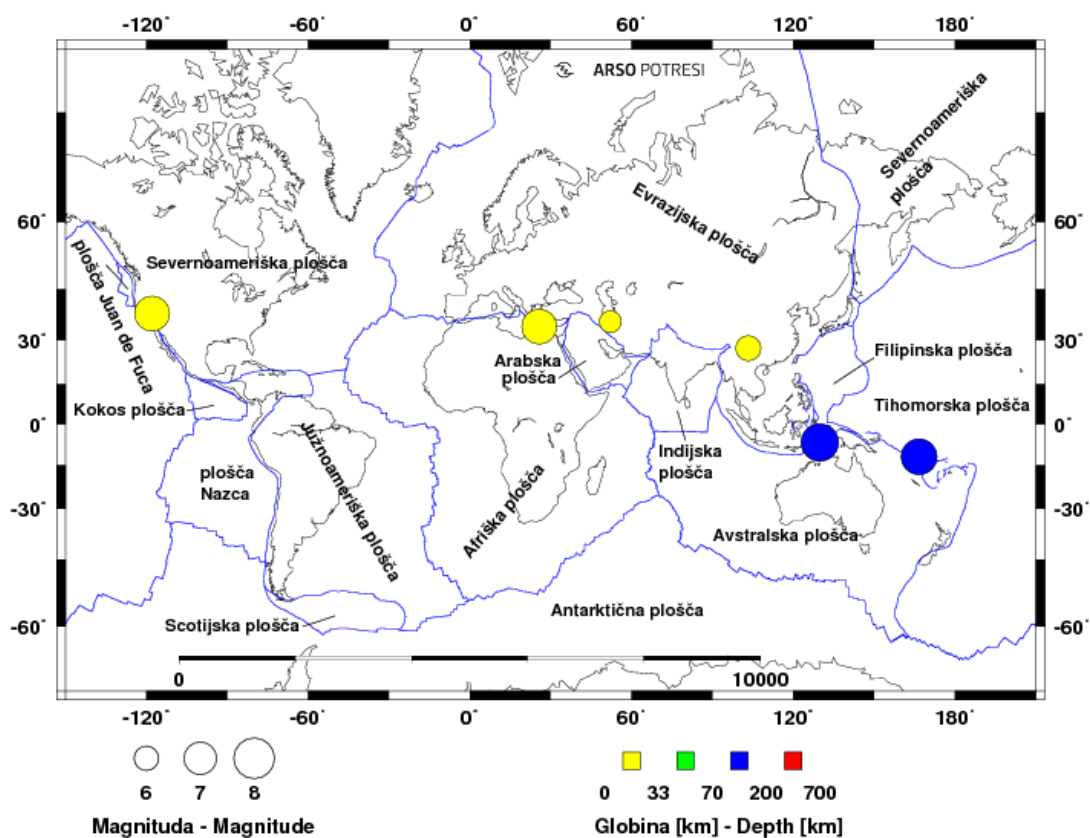 -120° -60° 0° 60° 120° 180°
ARSO POTRESI
Severnoameriška
plošča
Evrazijska plošča
60° 60°
Severnoameriška plošča
plošča Juan de Fuca
30° 30°
Arabska
plošča
Filipinska plošča
Kokos plošča
Tihomorska plošča
0° 0°
Južnoameriška plošča
Indijska
plošča
plošča
Nazca
Afriška plošča
-30° -30°
Avstralska plošča
Antarktična plošča
Scotijska plošča
-60° -60°
0 10000
-120° -60° 0° 60° 120° 180°
6 7 8
0 33 70 200 700
Magnituda - Magnitude
Globina [km] - Depth [km]